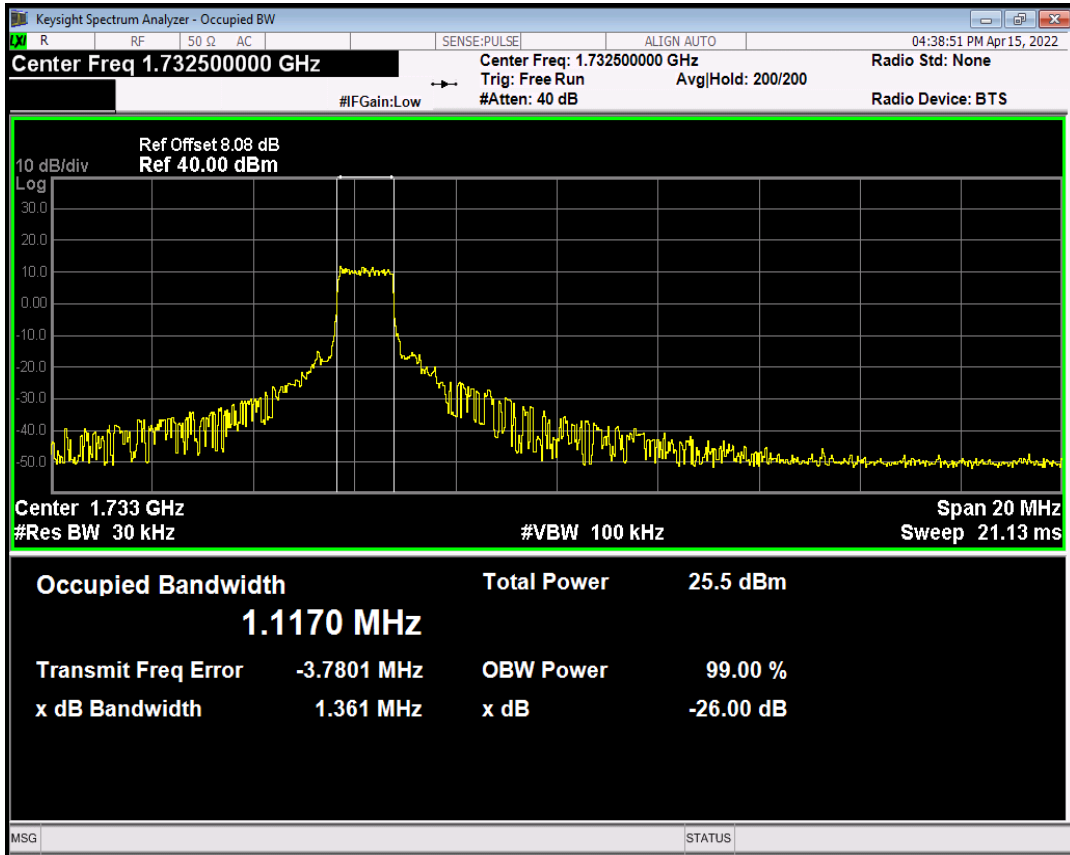 Keysight Spectrum Analyzer - Occupied BW
LXI R RF 50 Ω AC SENSE:PULSE ALIGN AUTO 04:38:51 PM Apr 15, 2022
Center Freq 1.732500000 GHz
Center Freq: 1.732500000 GHz
Radio Std: None
Trig: Free Run Avg|Hold: 200/200
#IFGain:Low #Atten: 40 dB
Radio Device: BTS
Ref Offset 8.08 dB
10 dB/div Ref 40.00 dBm
Log
30.0
20.0
10.0
0.00
-10.0
-20.0
-30.0
-40.0
-50.0
Center 1.733 GHz Span 20 MHz
#Res BW 30 kHz #VBW 100 kHz Sweep 21.13 ms
Occupied Bandwidth Total Power 25.5 dBm
1.1170 MHz
Transmit Freq Error -3.7801 MHz OBW Power 99.00 %
x dB Bandwidth 1.361 MHz x dB -26.00 dB
MSG STATUS